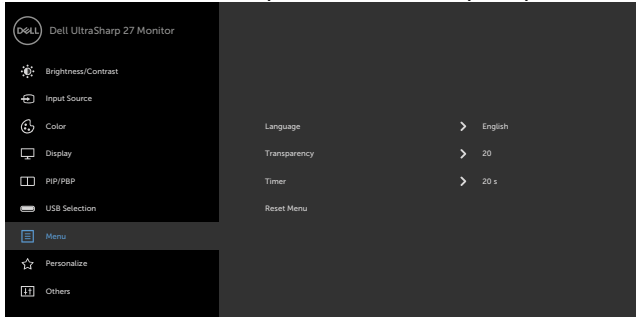 DELL Dell UltraSharp 27 Monitor
Brightness/Contrast
Input Source
Color
Language English
Display
Transparency 20
PIP/PBP
Timer 20 s
USB Selection
Reset Menu
Menu
Personalize
Others